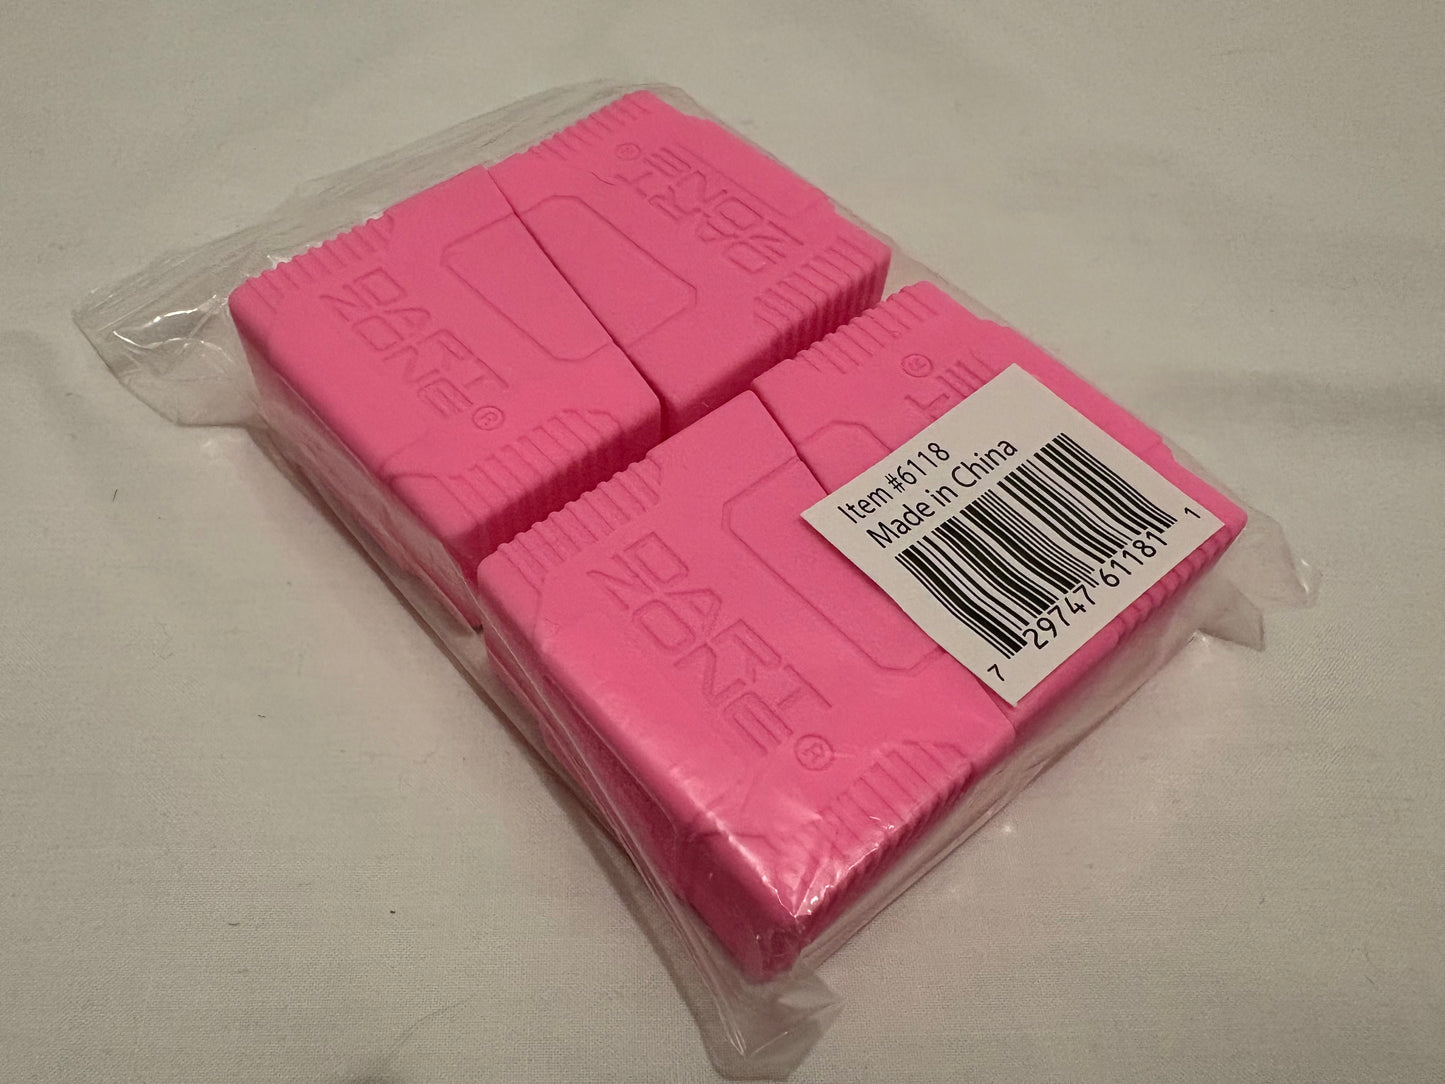 DART
ZONE®
DART
ZONE®
DART
ZONE®
T®
Item #6118
Made in China
7 29747 61181 1